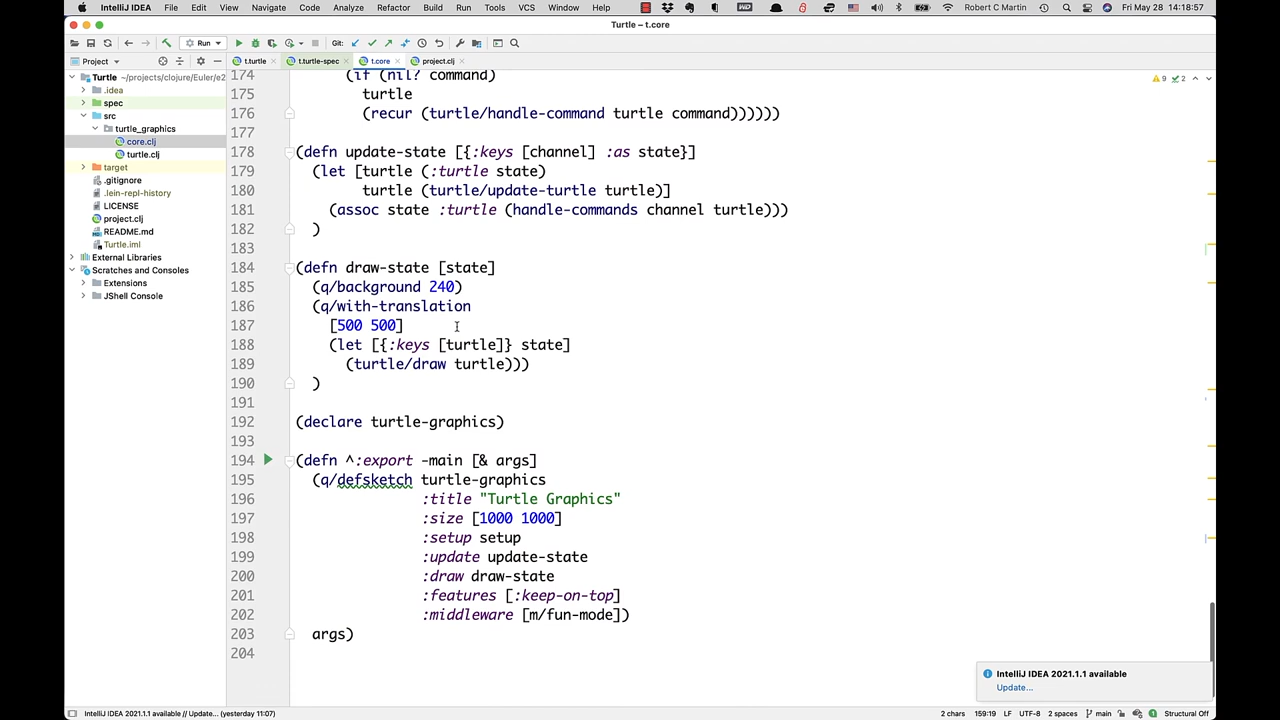 IntelliJ IDEA File Edit View Navigate Code Analyze Refactor Build Run Tools VCS Window Help Robert C Martin Fri May 28 14:18:57
Turtle – t.core
Run Git:
Project t.turtle t.turtle-spec t.core project.clj
Turtle ~/projects/clojure/Euler/e2
.idea
spec
src
turtle_graphics
core.clj
turtle.clj
target
.gitignore
.lein-repl-history
LICENSE
project.clj
README.md
Turtle.iml
External Libraries
Scratches and Consoles
Extensions
JShell Console
9 2
174 (if (nil? command)
175 turtle
176 (recur (turtle/handle-command turtle command))))))
177
178 (defn update-state [{:keys [channel] :as state}]
179 (let [turtle (:turtle state)
180 turtle (turtle/update-turtle turtle)]
181 (assoc state :turtle (handle-commands channel turtle)))
182 )
183
184 (defn draw-state [state]
185 (q/background 240)
186 (q/with-translation
187 [500 500]
188 (let [{:keys [turtle]} state]
189 (turtle/draw turtle)))
190 )
191
192 (declare turtle-graphics)
193
194 (defn ^:export -main [& args]
195 (q/defsketch turtle-graphics
196 :title "Turtle Graphics"
197 :size [1000 1000]
198 :setup setup
199 :update update-state
200 :draw draw-state
201 :features [:keep-on-top]
202 :middleware [m/fun-mode])
203 args)
204
IntelliJ IDEA 2021.1.1 available
Update...
IntelliJ IDEA 2021.1.1 available // Update... (yesterday 11:07) 2 chars 159:19 LF UTF-8 2 spaces main Structural Off